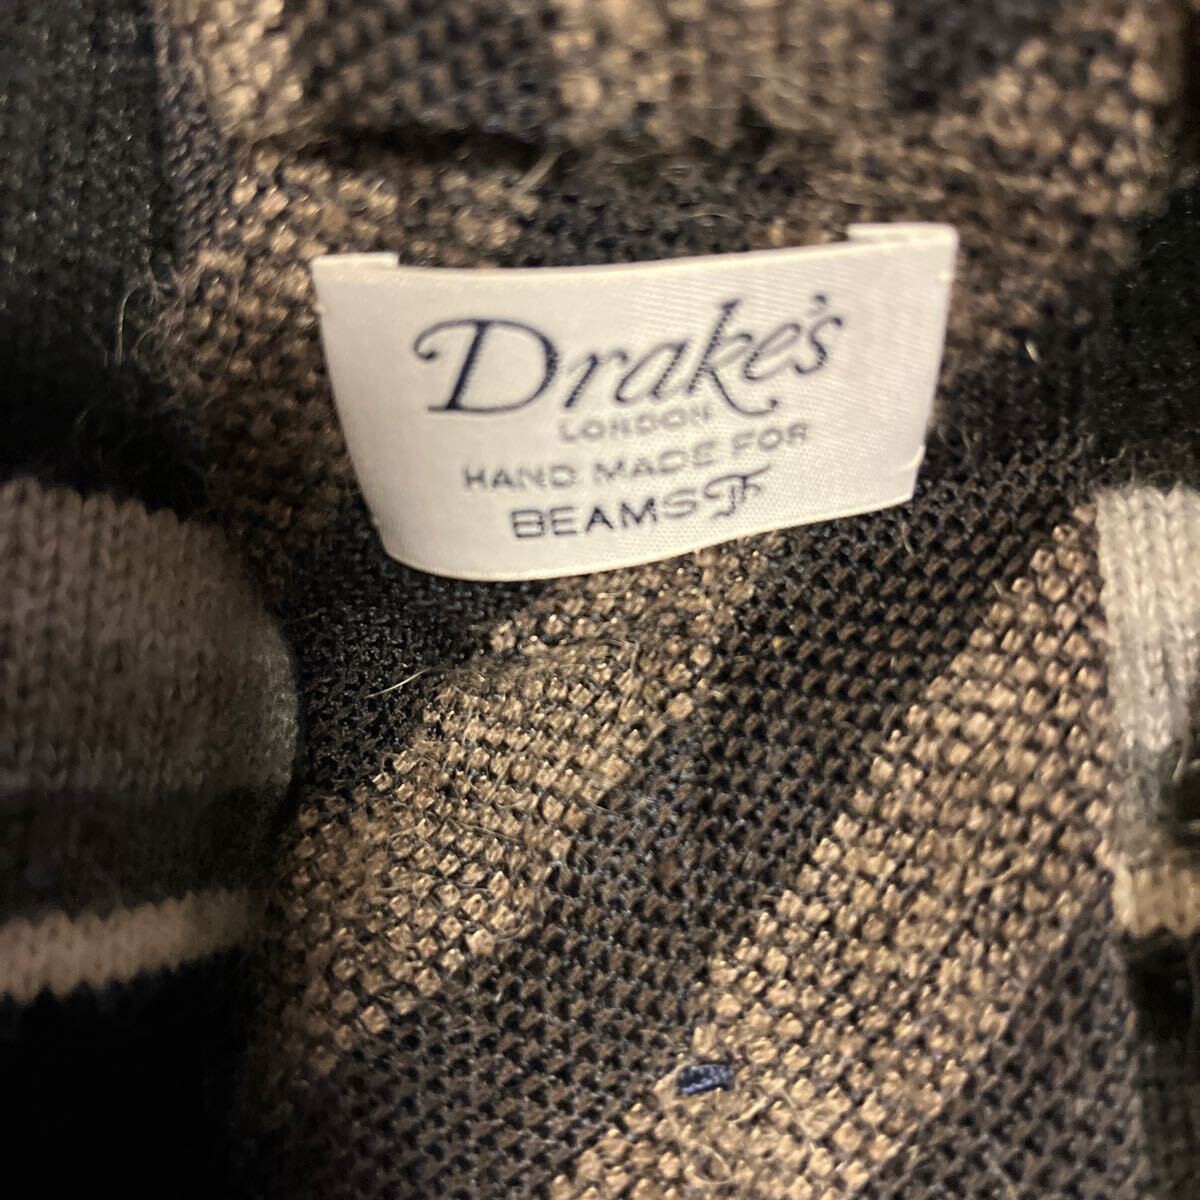 Drake's
LONDON
HAND MADE FOR
BEAMS F